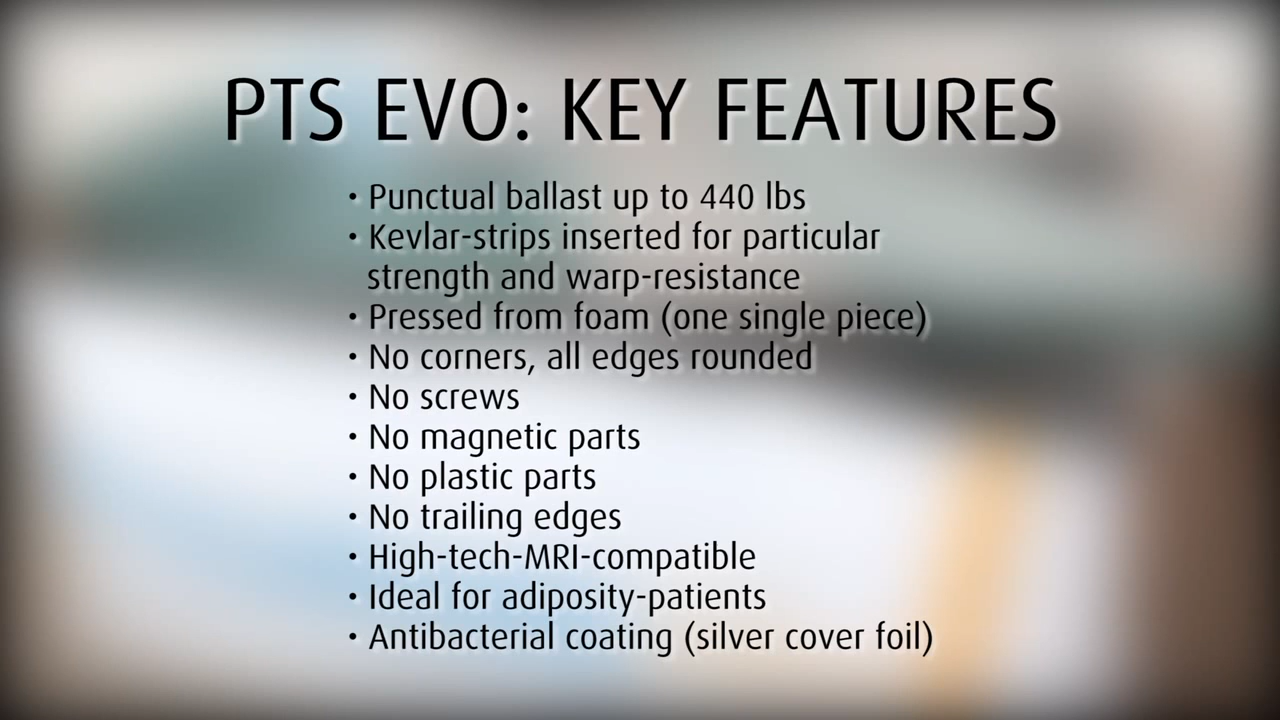 PTS EVO: KEY FEATURES
• Punctual ballast up to 440 lbs
• Kevlar-strips inserted for particular
strength and warp-resistance
• Pressed from foam (one single piece)
• No corners, all edges rounded
• No screws
• No magnetic parts
• No plastic parts
• No trailing edges
• High-tech-MRI-compatible
• Ideal for adiposity-patients
• Antibacterial coating (silver cover foil)